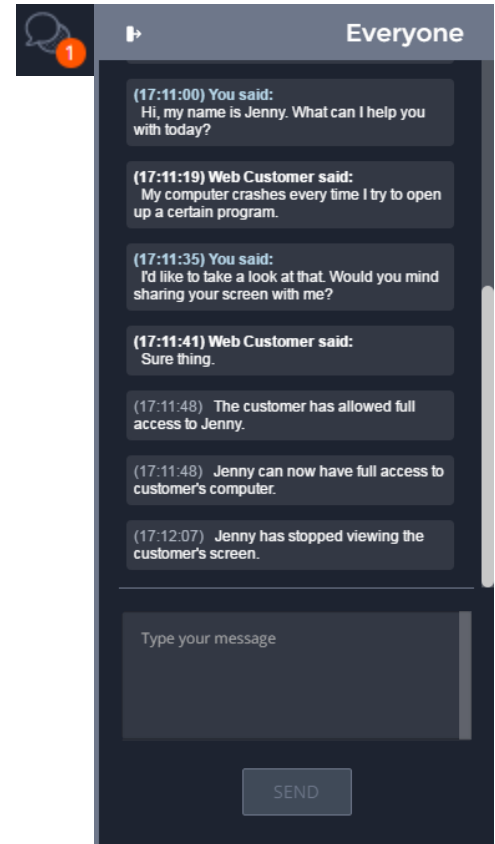 1
Everyone
(17:11:00) You said:
Hi, my name is Jenny. What can I help you
with today?
(17:11:19) Web Customer said:
My computer crashes every time I try to open
up a certain program.
(17:11:35) You said:
I'd like to take a look at that. Would you mind
sharing your screen with me?
(17:11:41) Web Customer said:
Sure thing.
(17:11:48) The customer has allowed full
access to Jenny.
(17:11:48) Jenny can now have full access to
customer's computer.
(17:12:07) Jenny has stopped viewing the
customer's screen.
Type your message
SEND